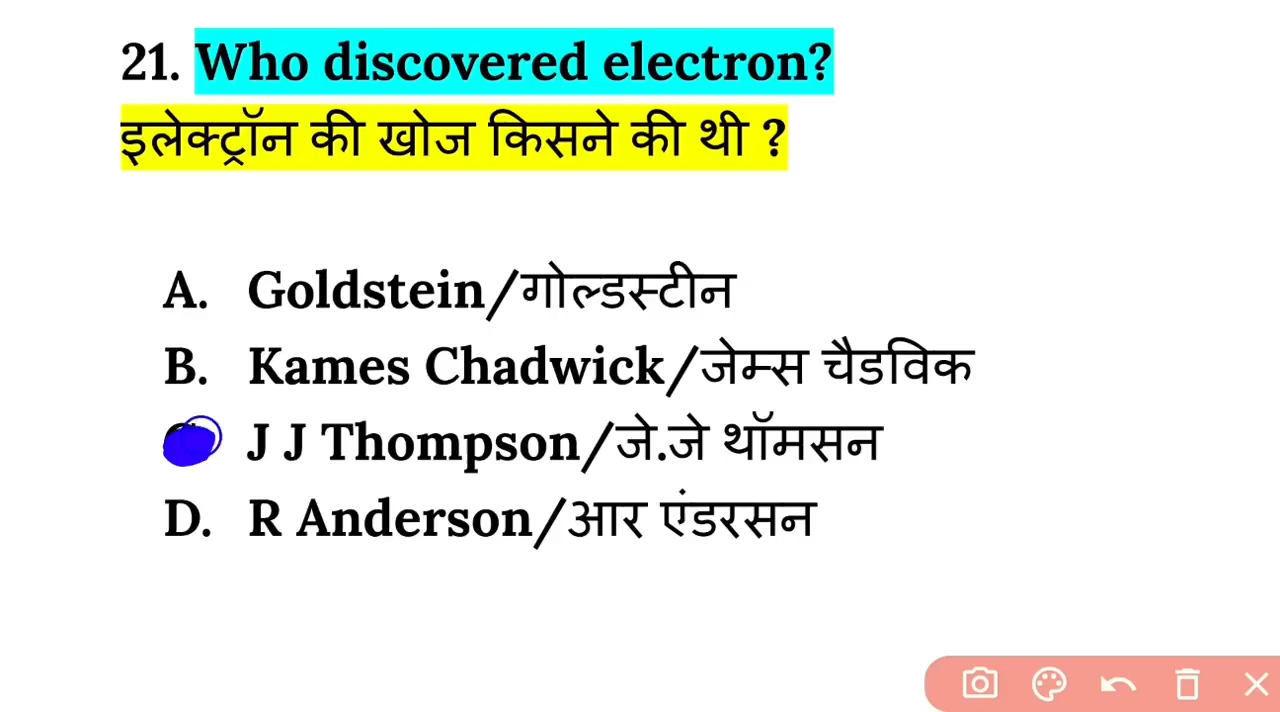 21. Who discovered electron?
इलेक्ट्रॉन की खोज किसने की थी ?
A. Goldstein/गोल्डस्टीन
B. Kames Chadwick/जेम्स चैडविक
J J Thompson/जे.जे थॉमसन
D. R Anderson/आर एंडरसन